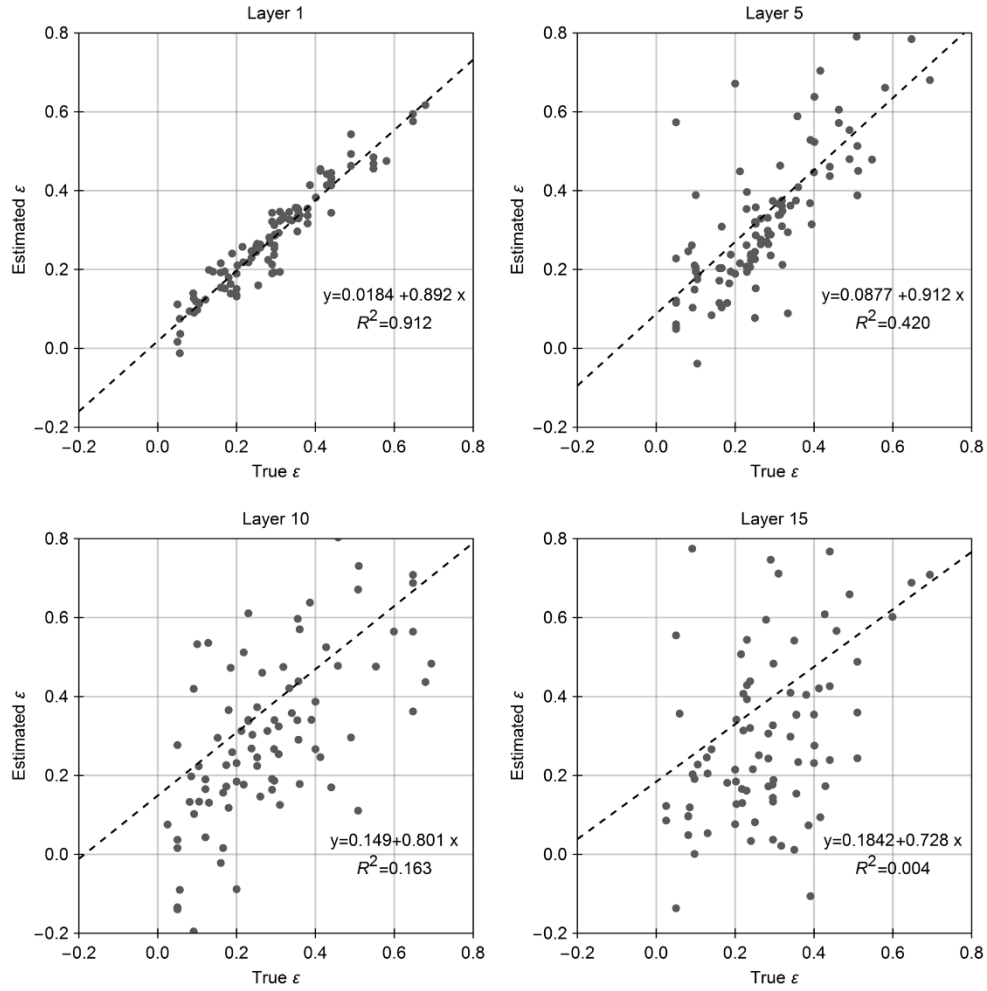 Layer 1
0.8
0.6
0.4
0.2
0.0
−0.2
Estimated ε
y=0.0184 +0.892 x
R²=0.912
−0.2 0.0 0.2 0.4 0.6 0.8
True ε
Layer 5
0.8
0.6
0.4
0.2
0.0
−0.2
Estimated ε
y=0.0877 +0.912 x
R²=0.420
−0.2 0.0 0.2 0.4 0.6 0.8
True ε
Layer 10
0.8
0.6
0.4
0.2
0.0
−0.2
Estimated ε
y=0.149+0.801 x
R²=0.163
−0.2 0.0 0.2 0.4 0.6 0.8
True ε
Layer 15
0.8
0.6
0.4
0.2
0.0
−0.2
Estimated ε
y=0.1842+0.728 x
R²=0.004
−0.2 0.0 0.2 0.4 0.6 0.8
True ε